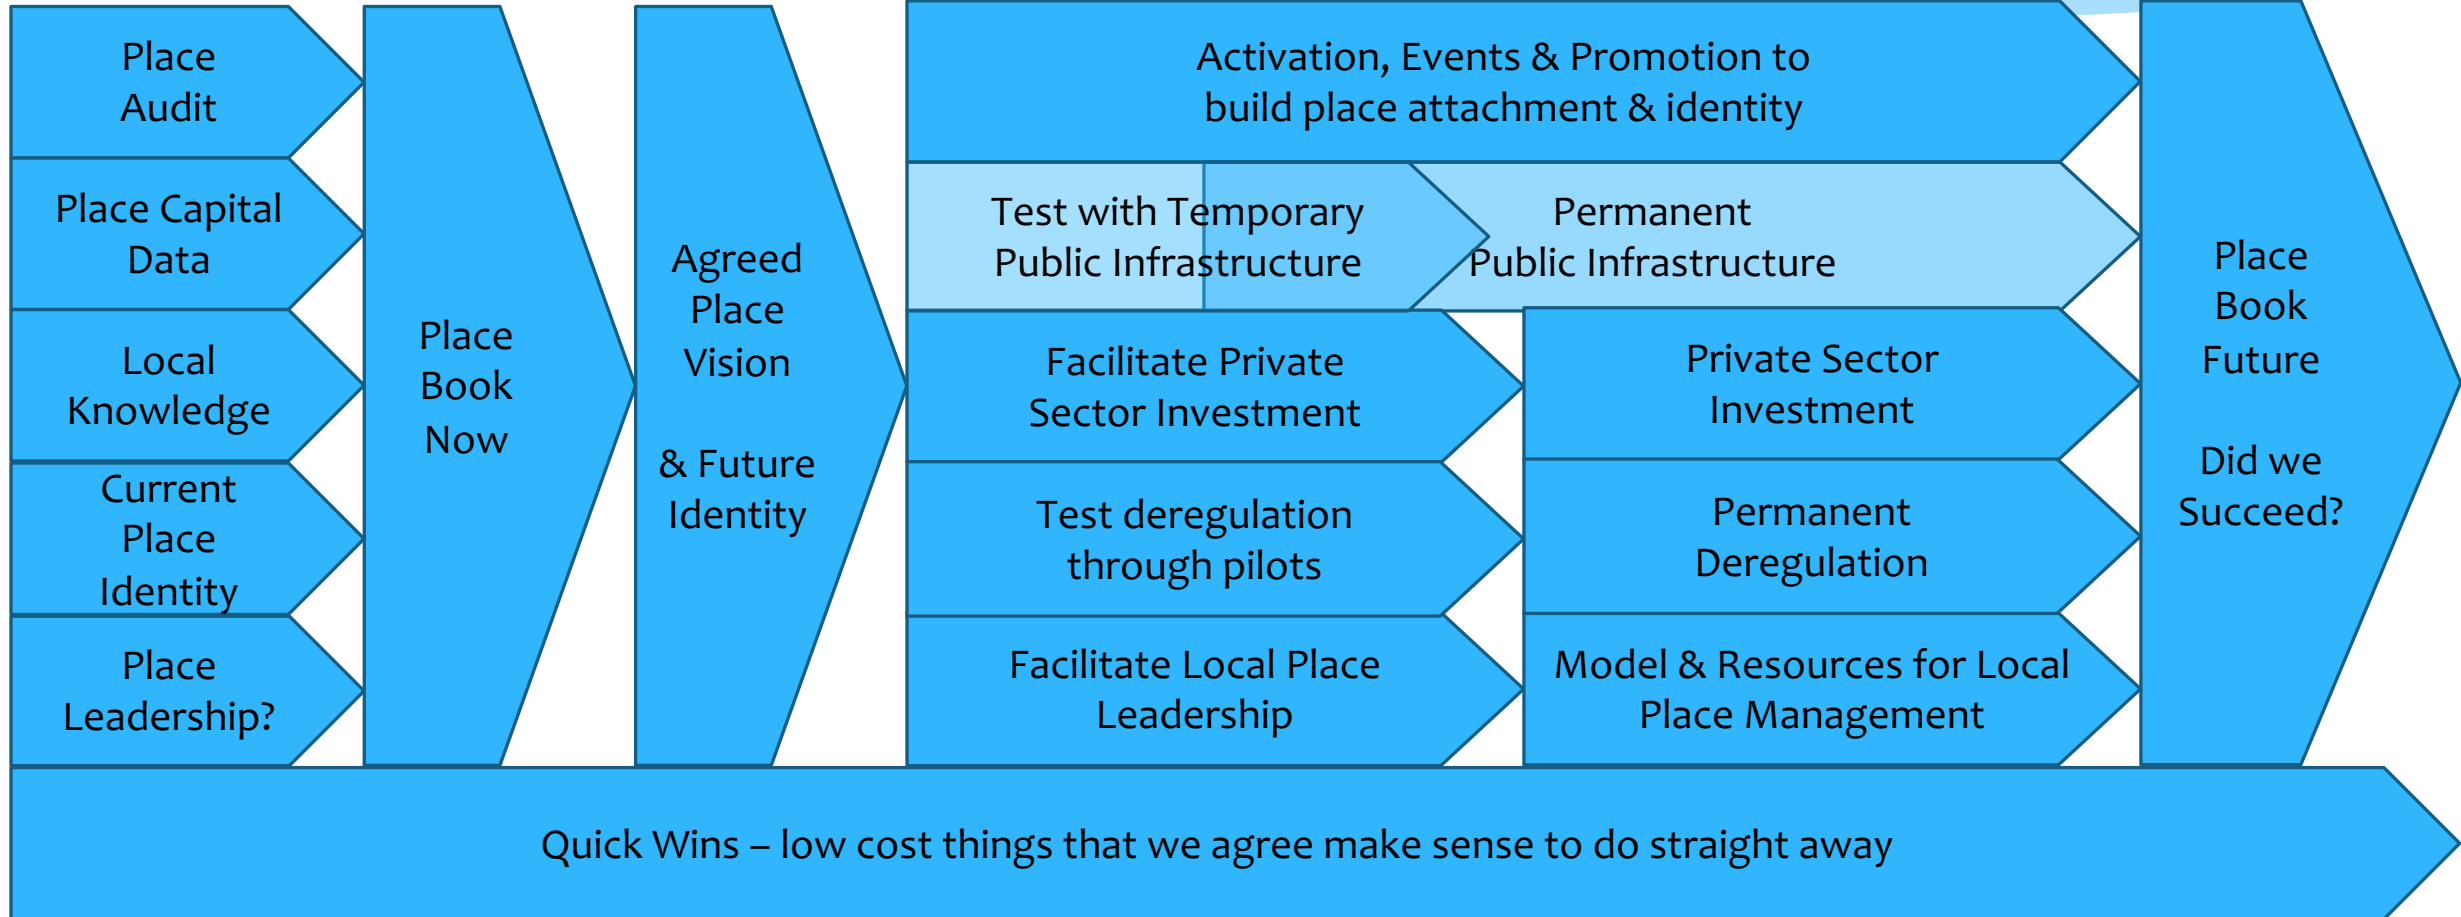 Place
Audit
Place Capital
Data
Local
Knowledge
Current
Place
Identity
Place
Leadership?
Place
Book
Now
Agreed
Place
Vision
& Future
Identity
Activation, Events & Promotion to
build place attachment & identity
Test with Temporary
Public Infrastructure
Permanent
Public Infrastructure
Facilitate Private
Sector Investment
Private Sector
Investment
Test deregulation
through pilots
Permanent
Deregulation
Facilitate Local Place
Leadership
Model & Resources for Local
Place Management
Place
Book
Future
Did we
Succeed?
Quick Wins – low cost things that we agree make sense to do straight away